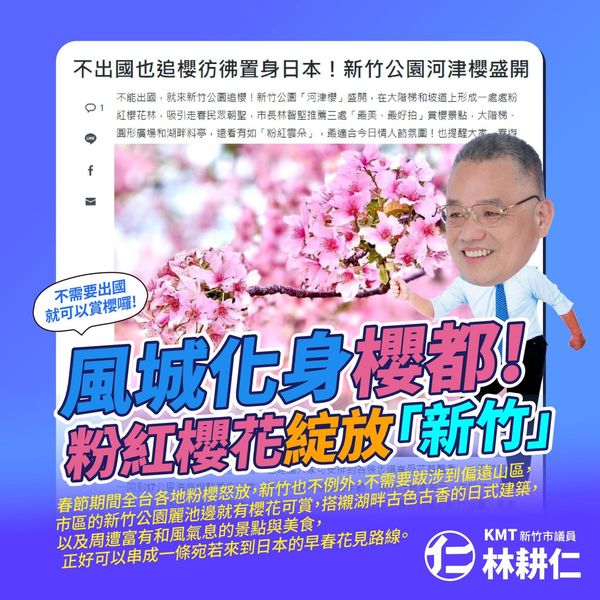 不出國也追櫻彷彿置身日本！新竹公園河津櫻盛開
不能出國，就來新竹公園追櫻！新竹公園「河津櫻」盛開，在大階梯和坡道上形成一處處粉
紅櫻花林，吸引走春民眾朝聖，市長林智堅推薦三處「最美、最好拍」賞櫻景點，大階梯、
圓形廣場和湖畔料亭，遠看有如「粉紅雲朵」，最適合今日情人節氛圍！也提醒大家，
1
不需要出國
就可以賞櫻囉!
風城化身櫻都!
粉紅櫻花綻放「新竹」
春節期間全台各地粉櫻怒放，新竹也不例外，不需要跋涉到偏遠山區，
市區的新竹公園麗池邊就有櫻花可賞，搭襯湖畔古色古香的日式建築，
以及周遭富有和風氣息的景點與美食，
正好可以串成一條宛若來到日本的早春花見路線。
仁
KMT 新竹市議員
林耕仁